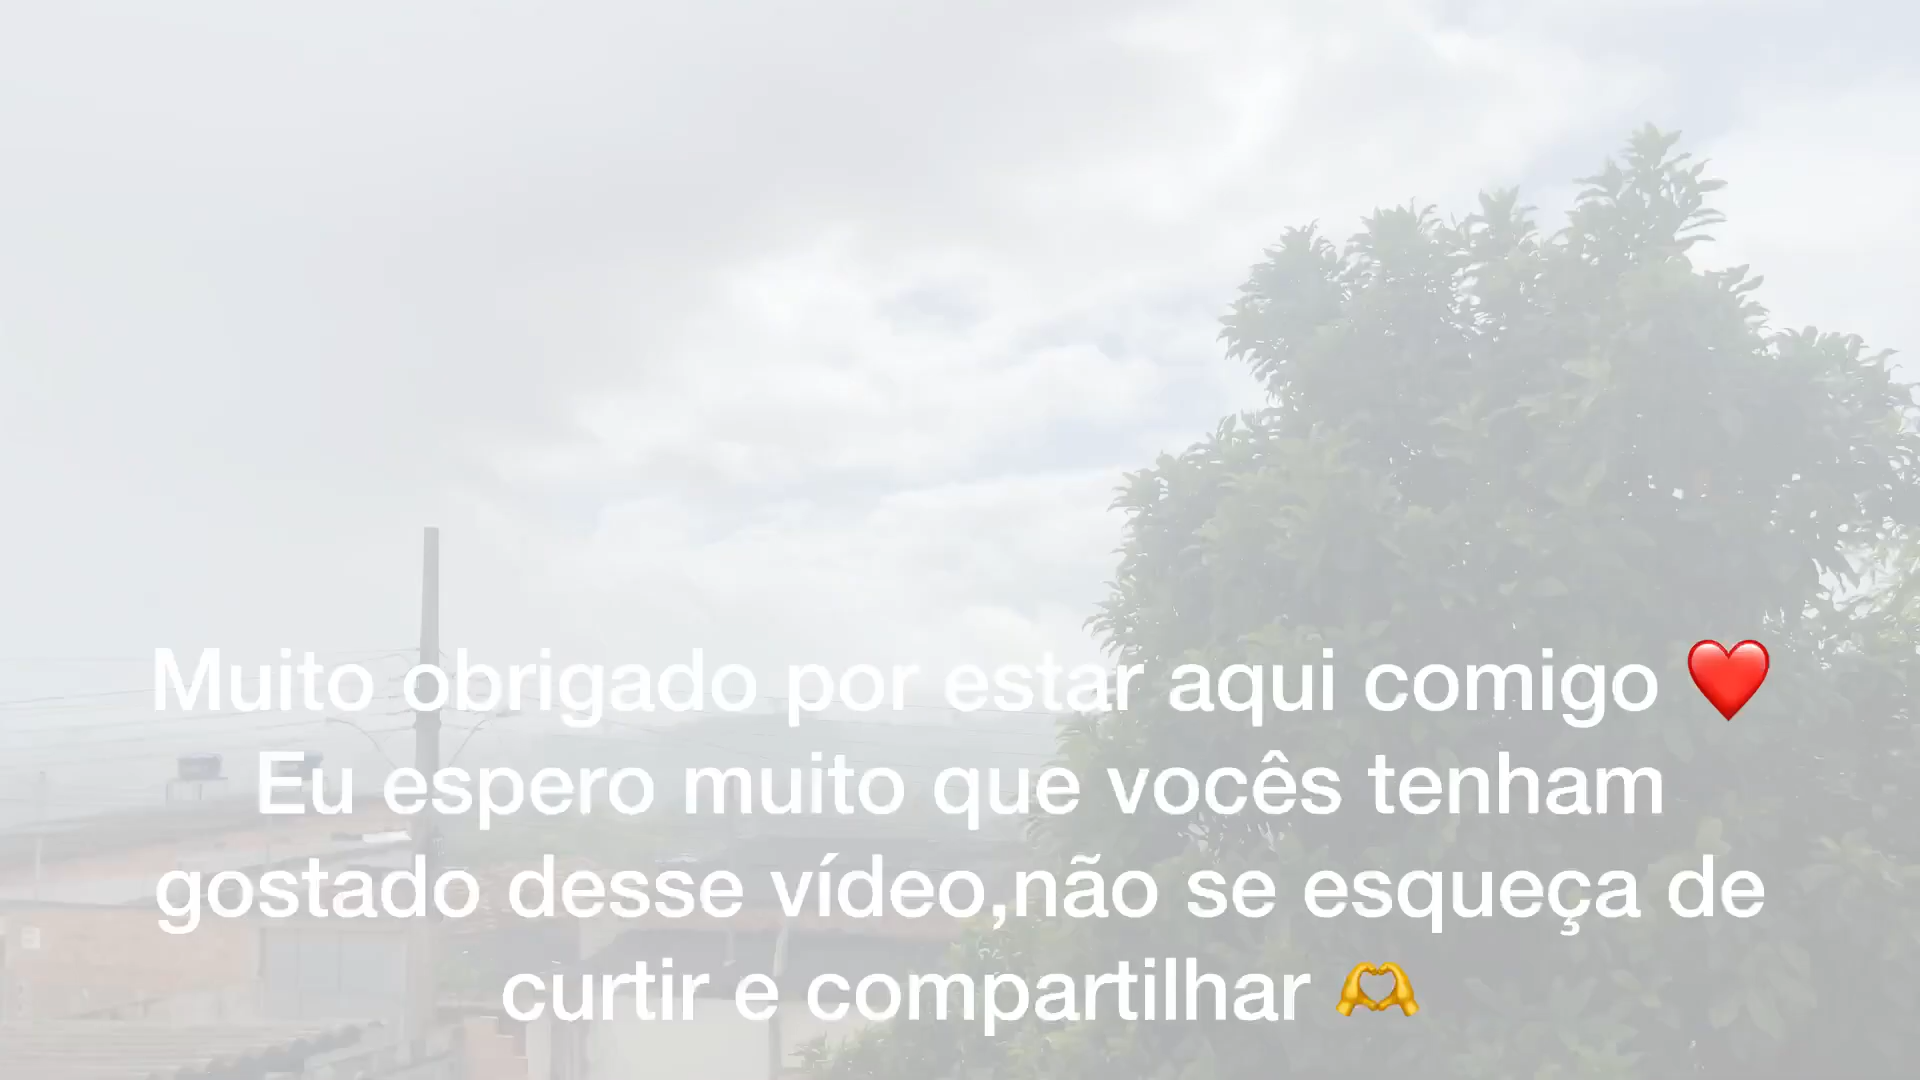 Muito obrigado por estar aqui comigo ❤️
Eu espero muito que vocês tenham
gostado desse vídeo,não se esqueça de
curtir e compartilhar 🫶